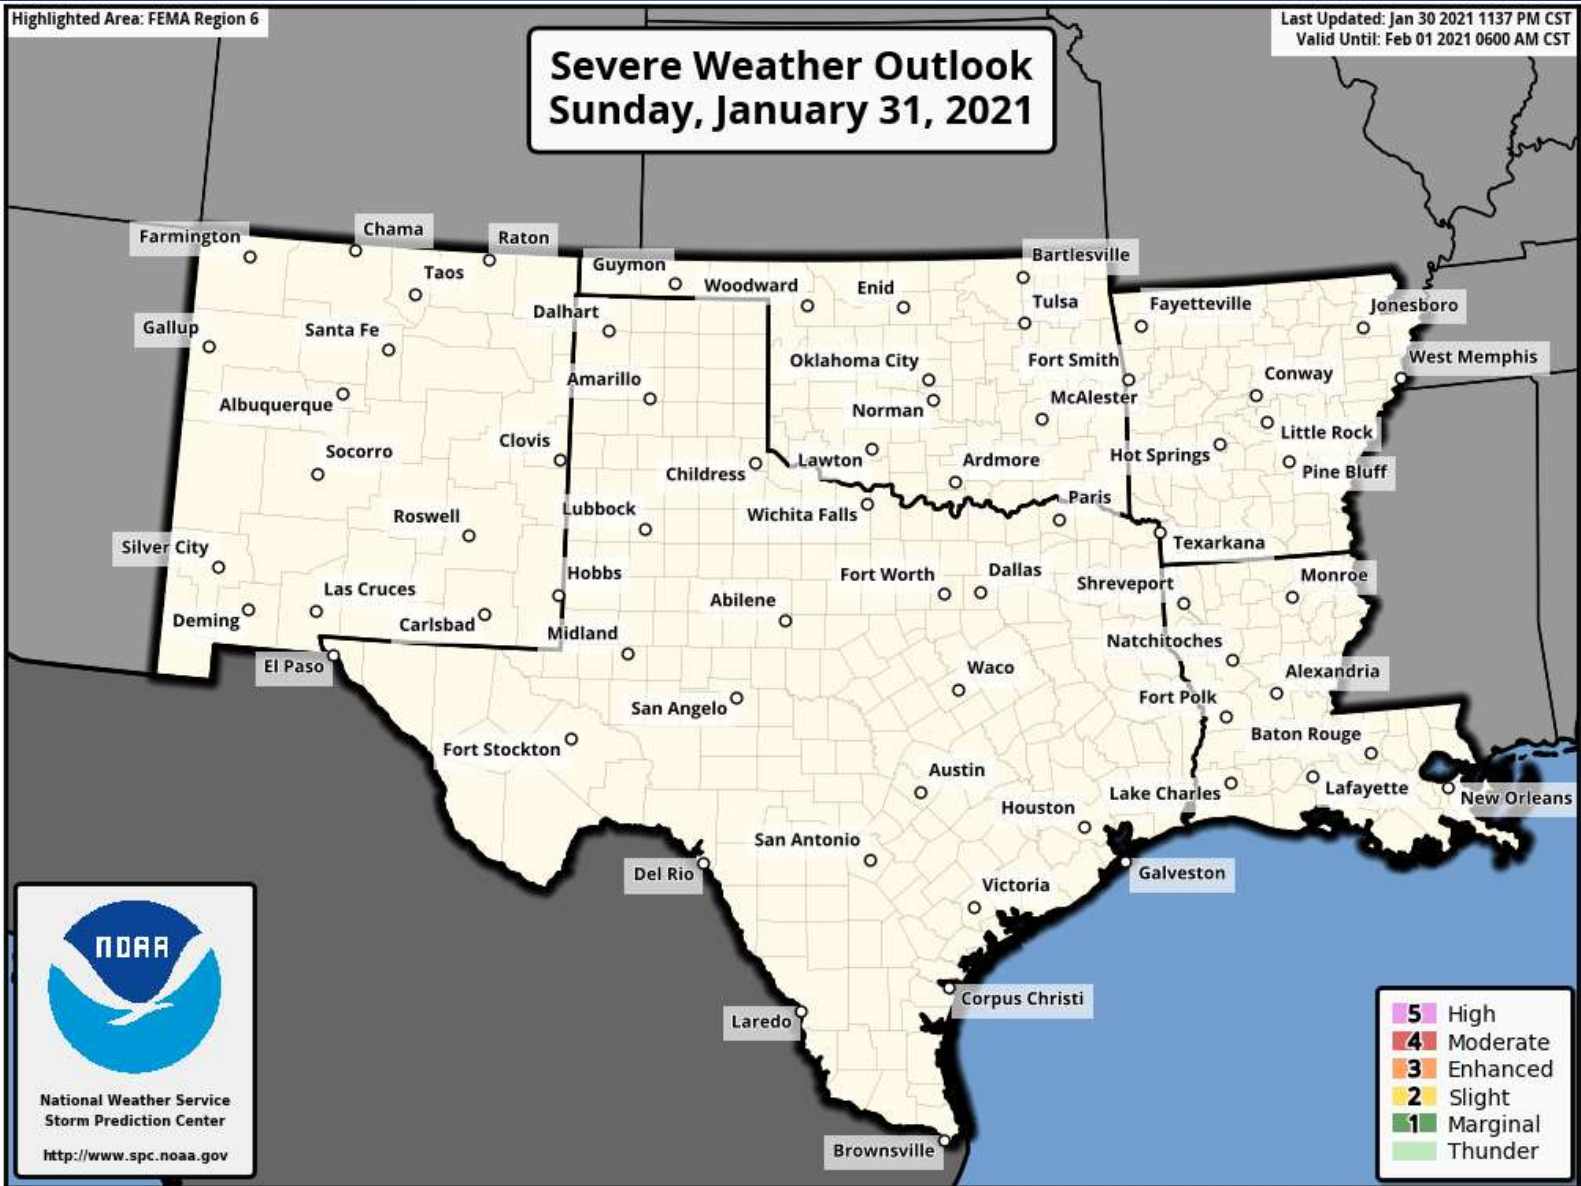 Highlighted Area: FEMA Region 6
Last Updated: Jan 30 2021 1137 PM CST
Valid Until: Feb 01 2021 0600 AM CST
Severe Weather Outlook
Sunday, January 31, 2021
Farmington
Chama
Raton
Taos
Guymon
Woodward
Enid
Bartlesville
Tulsa
Fayetteville
Jonesboro
Gallup
Santa Fe
Dalhart
Oklahoma City
Fort Smith
Conway
West Memphis
Albuquerque
Amarillo
Norman
McAlester
Little Rock
Socorro
Clovis
Childress
Lawton
Ardmore
Hot Springs
Pine Bluff
Roswell
Lubbock
Wichita Falls
Paris
Texarkana
Silver City
Las Cruces
Hobbs
Fort Worth
Dallas
Shreveport
Monroe
Deming
Carlsbad
Midland
Abilene
Natchitoches
El Paso
Waco
Alexandria
San Angelo
Fort Polk
Fort Stockton
Baton Rouge
Austin
Houston
Lake Charles
Lafayette
New Orleans
San Antonio
Del Rio
Galveston
Victoria
Corpus Christi
Laredo
Brownsville
NOAA
National Weather Service
Storm Prediction Center
http://www.spc.noaa.gov
5 High
4 Moderate
3 Enhanced
2 Slight
1 Marginal
Thunder